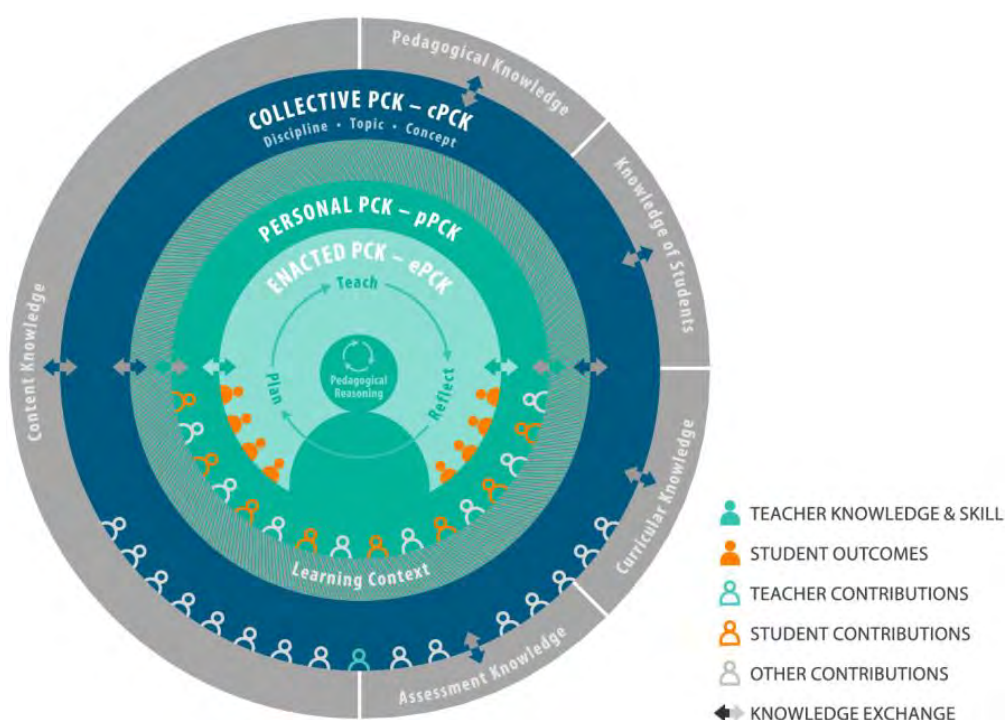 Pedagogical Knowledge
COLLECTIVE PCK – cPCK
Discipline • Topic • Concept
Knowledge of Students
PERSONAL PCK – pPCK
ENACTED PCK – ePCK
Teach
Content Knowledge
Pedagogical
Reasoning
Plan
Reflect
Curricular Knowledge
Learning Context
Assessment Knowledge
TEACHER KNOWLEDGE & SKILL
STUDENT OUTCOMES
TEACHER CONTRIBUTIONS
STUDENT CONTRIBUTIONS
OTHER CONTRIBUTIONS
KNOWLEDGE EXCHANGE